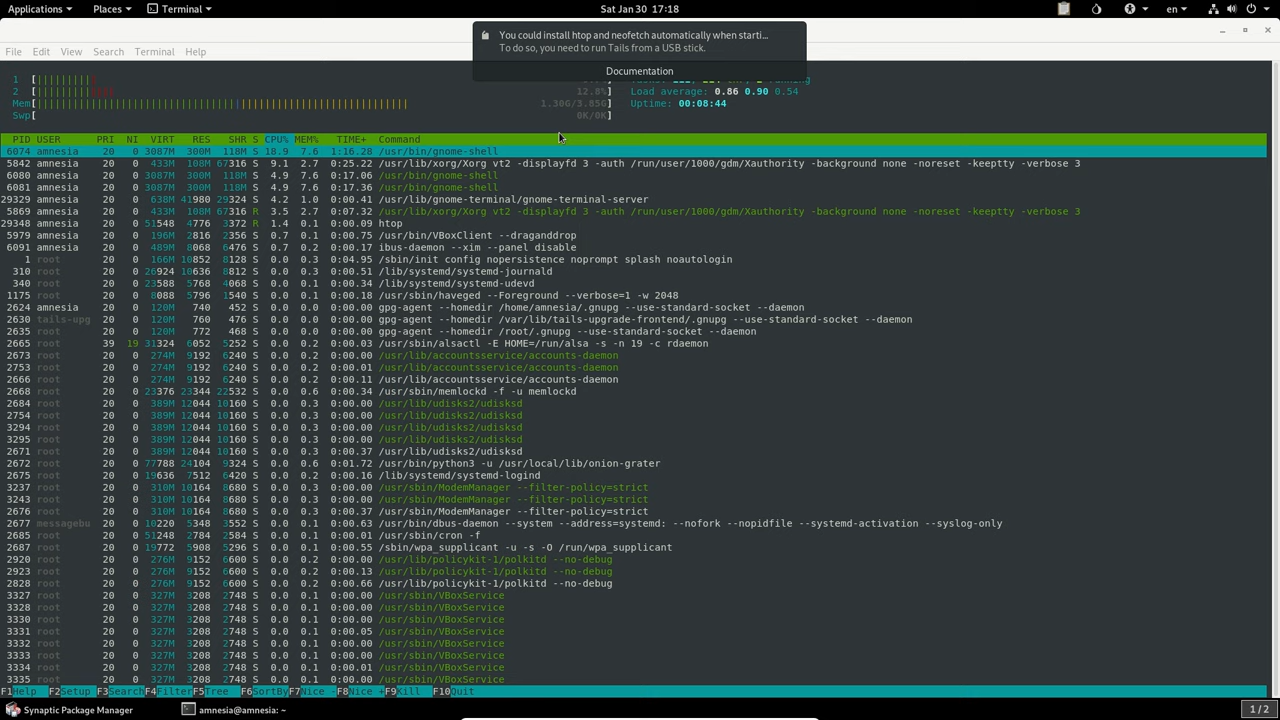 Applications Places Terminal Sat Jan 30 17:18 en
File Edit View Search Terminal Help
You could install htop and neofetch automatically when starti...
To do so, you need to run Tails from a USB stick.
Documentation
1 [||||||||||
2 [|||||||||||||| 12.8%] Load average: 0.86 0.90 0.54
Mem[ 1.30G/3.85G] Uptime: 00:08:44
Swp[ 0K/0K]
PID USER PRI NI VIRT RES SHR S CPU% MEM% TIME+ Command
6074 amnesia 20 0 3087M 300M 118M S 18.9 7.6 1:16.28 /usr/bin/gnome-shell
5842 amnesia 20 0 433M 108M 67316 S 9.1 2.7 0:25.22 /usr/lib/xorg/Xorg vt2 -displayfd 3 -auth /run/user/1000/gdm/Xauthority -background none -noreset -keeptty -verbose 3
6080 amnesia 20 0 3087M 300M 118M S 4.9 7.6 0:17.06 /usr/bin/gnome-shell
6081 amnesia 20 0 3087M 300M 118M S 4.9 7.6 0:17.36 /usr/bin/gnome-shell
29329 amnesia 20 0 638M 41980 29324 S 4.2 1.0 0:00.41 /usr/lib/gnome-terminal/gnome-terminal-server
5869 amnesia 20 0 433M 108M 67316 R 3.5 2.7 0:07.32 /usr/lib/xorg/Xorg vt2 -displayfd 3 -auth /run/user/1000/gdm/Xauthority -background none -noreset -keeptty -verbose 3
29348 amnesia 20 0 51548 4776 3372 R 1.4 0.1 0:00.09 htop
5979 amnesia 20 0 196M 2816 2356 S 0.7 0.1 0:00.75 /usr/bin/VBoxClient --draganddrop
6091 amnesia 20 0 489M 8068 6476 S 0.7 0.2 0:00.17 ibus-daemon --xim --panel disable
1 root 20 0 166M 10852 8128 S 0.0 0.3 0:04.95 /sbin/init config nopersistence noprompt splash noautologin
310 root 20 0 26924 10636 8812 S 0.0 0.3 0:00.51 /lib/systemd/systemd-journald
340 root 20 0 23588 5768 4068 S 0.0 0.1 0:00.34 /lib/systemd/systemd-udevd
1175 root 20 0 8088 5796 1540 S 0.0 0.1 0:00.18 /usr/sbin/haveged --Foreground --verbose=1 -w 2048
2624 amnesia 20 0 120M 740 452 S 0.0 0.0 0:00.00 gpg-agent --homedir /home/amnesia/.gnupg --use-standard-socket --daemon
2630 tails-upg 20 0 120M 760 476 S 0.0 0.0 0:00.00 gpg-agent --homedir /var/lib/tails-upgrade-frontend/.gnupg --use-standard-socket --daemon
2635 root 20 0 120M 772 468 S 0.0 0.0 0:00.00 gpg-agent --homedir /root/.gnupg --use-standard-socket --daemon
2665 root 39 19 31324 6052 5252 S 0.0 0.2 0:00.03 /usr/sbin/alsactl -E HOME=/run/alsa -s -n 19 -c rdaemon
2673 root 20 0 274M 9192 6240 S 0.0 0.2 0:00.00 /usr/lib/accountsservice/accounts-daemon
2753 root 20 0 274M 9192 6240 S 0.0 0.2 0:00.01 /usr/lib/accountsservice/accounts-daemon
2666 root 20 0 274M 9192 6240 S 0.0 0.2 0:00.11 /usr/lib/accountsservice/accounts-daemon
2668 root 20 0 23376 23344 22532 S 0.0 0.6 0:00.34 /usr/sbin/memlockd -f -u memlockd
2684 root 20 0 389M 12044 10160 S 0.0 0.3 0:00.00 /usr/lib/udisks2/udisksd
2754 root 20 0 389M 12044 10160 S 0.0 0.3 0:00.00 /usr/lib/udisks2/udisksd
3294 root 20 0 389M 12044 10160 S 0.0 0.3 0:00.00 /usr/lib/udisks2/udisksd
3295 root 20 0 389M 12044 10160 S 0.0 0.3 0:00.00 /usr/lib/udisks2/udisksd
2671 root 20 0 389M 12044 10160 S 0.0 0.3 0:00.37 /usr/lib/udisks2/udisksd
2672 root 20 0 77788 24104 9324 S 0.0 0.6 0:01.72 /usr/bin/python3 -u /usr/local/lib/onion-grater
2675 root 20 0 19636 7512 6420 S 0.0 0.2 0:00.16 /lib/systemd/systemd-logind
3237 root 20 0 310M 10164 8680 S 0.0 0.3 0:00.00 /usr/sbin/ModemManager --filter-policy=strict
3243 root 20 0 310M 10164 8680 S 0.0 0.3 0:00.00 /usr/sbin/ModemManager --filter-policy=strict
2676 root 20 0 310M 10164 8680 S 0.0 0.3 0:00.37 /usr/sbin/ModemManager --filter-policy=strict
2677 messagebu 20 0 10220 5348 3552 S 0.0 0.1 0:00.63 /usr/bin/dbus-daemon --system --address=systemd: --nofork --nopidfile --systemd-activation --syslog-only
2685 root 20 0 51248 2784 2584 S 0.0 0.1 0:00.01 /usr/sbin/cron -f
2687 root 20 0 19772 5908 5296 S 0.0 0.1 0:00.55 /sbin/wpa_supplicant -u -s -O /run/wpa_supplicant
2920 root 20 0 276M 9152 6600 S 0.0 0.2 0:00.00 /usr/lib/policykit-1/polkitd --no-debug
2923 root 20 0 276M 9152 6600 S 0.0 0.2 0:00.13 /usr/lib/policykit-1/polkitd --no-debug
2828 root 20 0 276M 9152 6600 S 0.0 0.2 0:00.66 /usr/lib/policykit-1/polkitd --no-debug
3327 root 20 0 327M 3208 2748 S 0.0 0.1 0:00.00 /usr/sbin/VBoxService
3328 root 20 0 327M 3208 2748 S 0.0 0.1 0:00.00 /usr/sbin/VBoxService
3330 root 20 0 327M 3208 2748 S 0.0 0.1 0:00.00 /usr/sbin/VBoxService
3331 root 20 0 327M 3208 2748 S 0.0 0.1 0:00.05 /usr/sbin/VBoxService
3332 root 20 0 327M 3208 2748 S 0.0 0.1 0:00.00 /usr/sbin/VBoxService
3333 root 20 0 327M 3208 2748 S 0.0 0.1 0:00.00 /usr/sbin/VBoxService
3334 root 20 0 327M 3208 2748 S 0.0 0.1 0:00.01 /usr/sbin/VBoxService
3335 root 20 0 327M 3208 2748 S 0.0 0.1 0:00.00 /usr/sbin/VBoxService
F1Help F2Setup F3SearchF4FilterF5Tree F6SortByF7Nice -F8Nice +F9Kill F10Quit
Synaptic Package Manager amnesia@amnesia: ~ 1 / 2